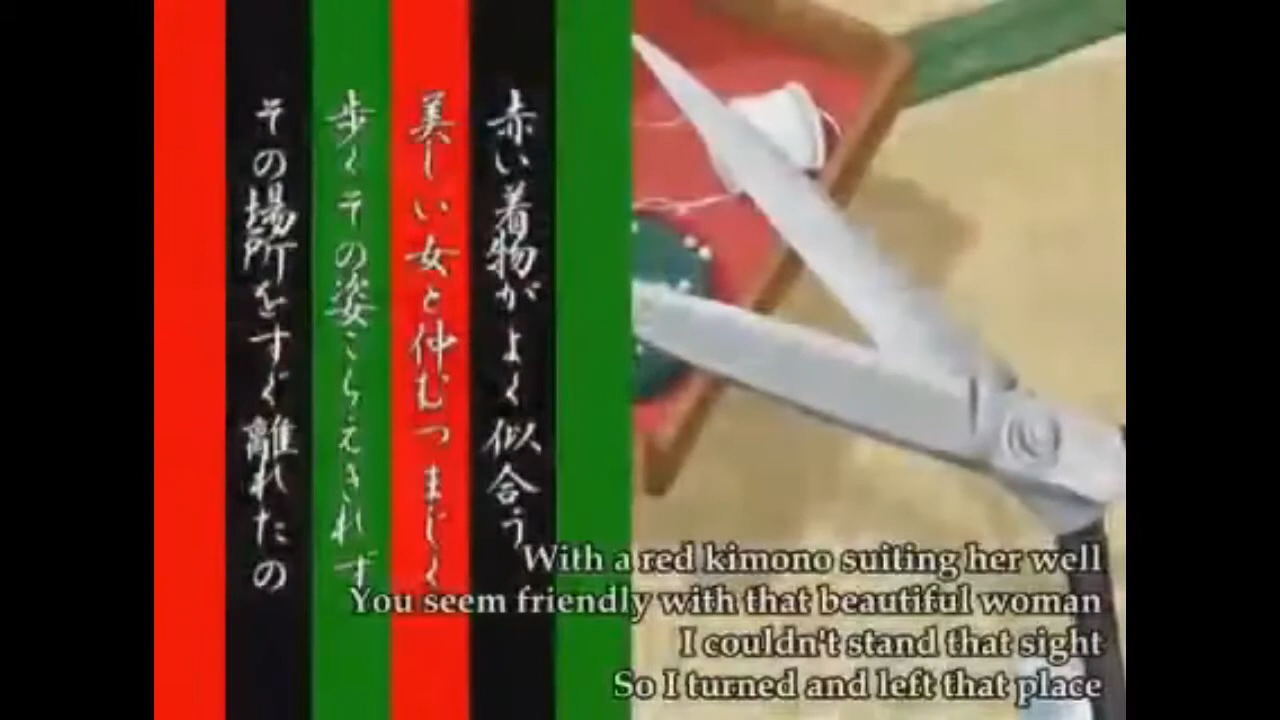 赤い着物がよく似合う
美しい女と仲むつまじく
歩くその姿こらえきれず
その場所をすぐ離れたの
With a red kimono suiting her well
You seem friendly with that beautiful woman
I couldn't stand that sight
So I turned and left that place